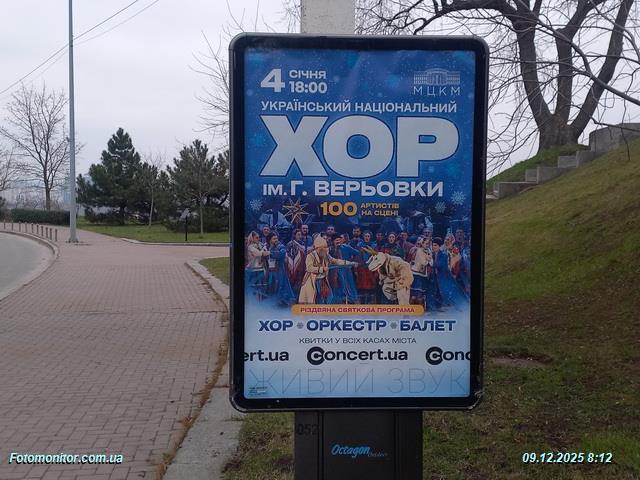 4 СІЧНЯ
18:00
МЦКМ
УКРАЇНСЬКИЙ НАЦІОНАЛЬНИЙ
ХОР
ІМ. Г. ВЕРЬОВКИ
100 АРТИСТІВ
НА СЦЕНІ
РІЗДВЯНА СВЯТКОВА ПРОГРАМА
ХОР * ОРКЕСТР * БАЛЕТ
КВИТКИ У ВСІХ КАСАХ МІСТА
ert.ua Concert.ua Conc
ЖИВИЙ ЗВУК
052
Octagon
Fotomonitor.com.ua
09.12.2025 8:12